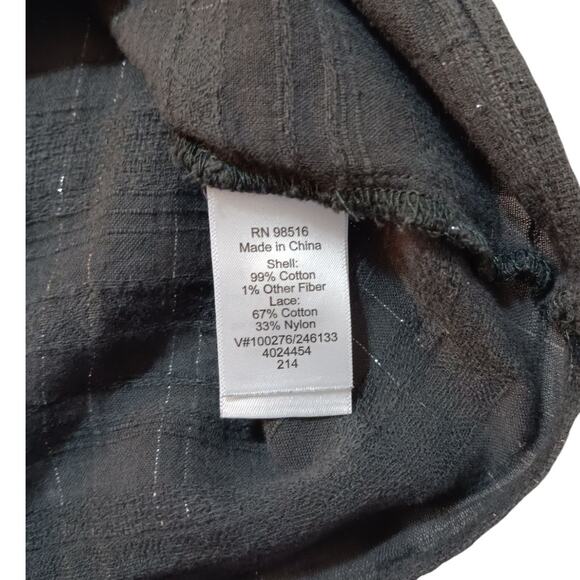 RN 98516
Made in China
Shell:
99% Cotton
1% Other Fiber
Lace:
67% Cotton
33% Nylon
V#100276/246133
4024454
214